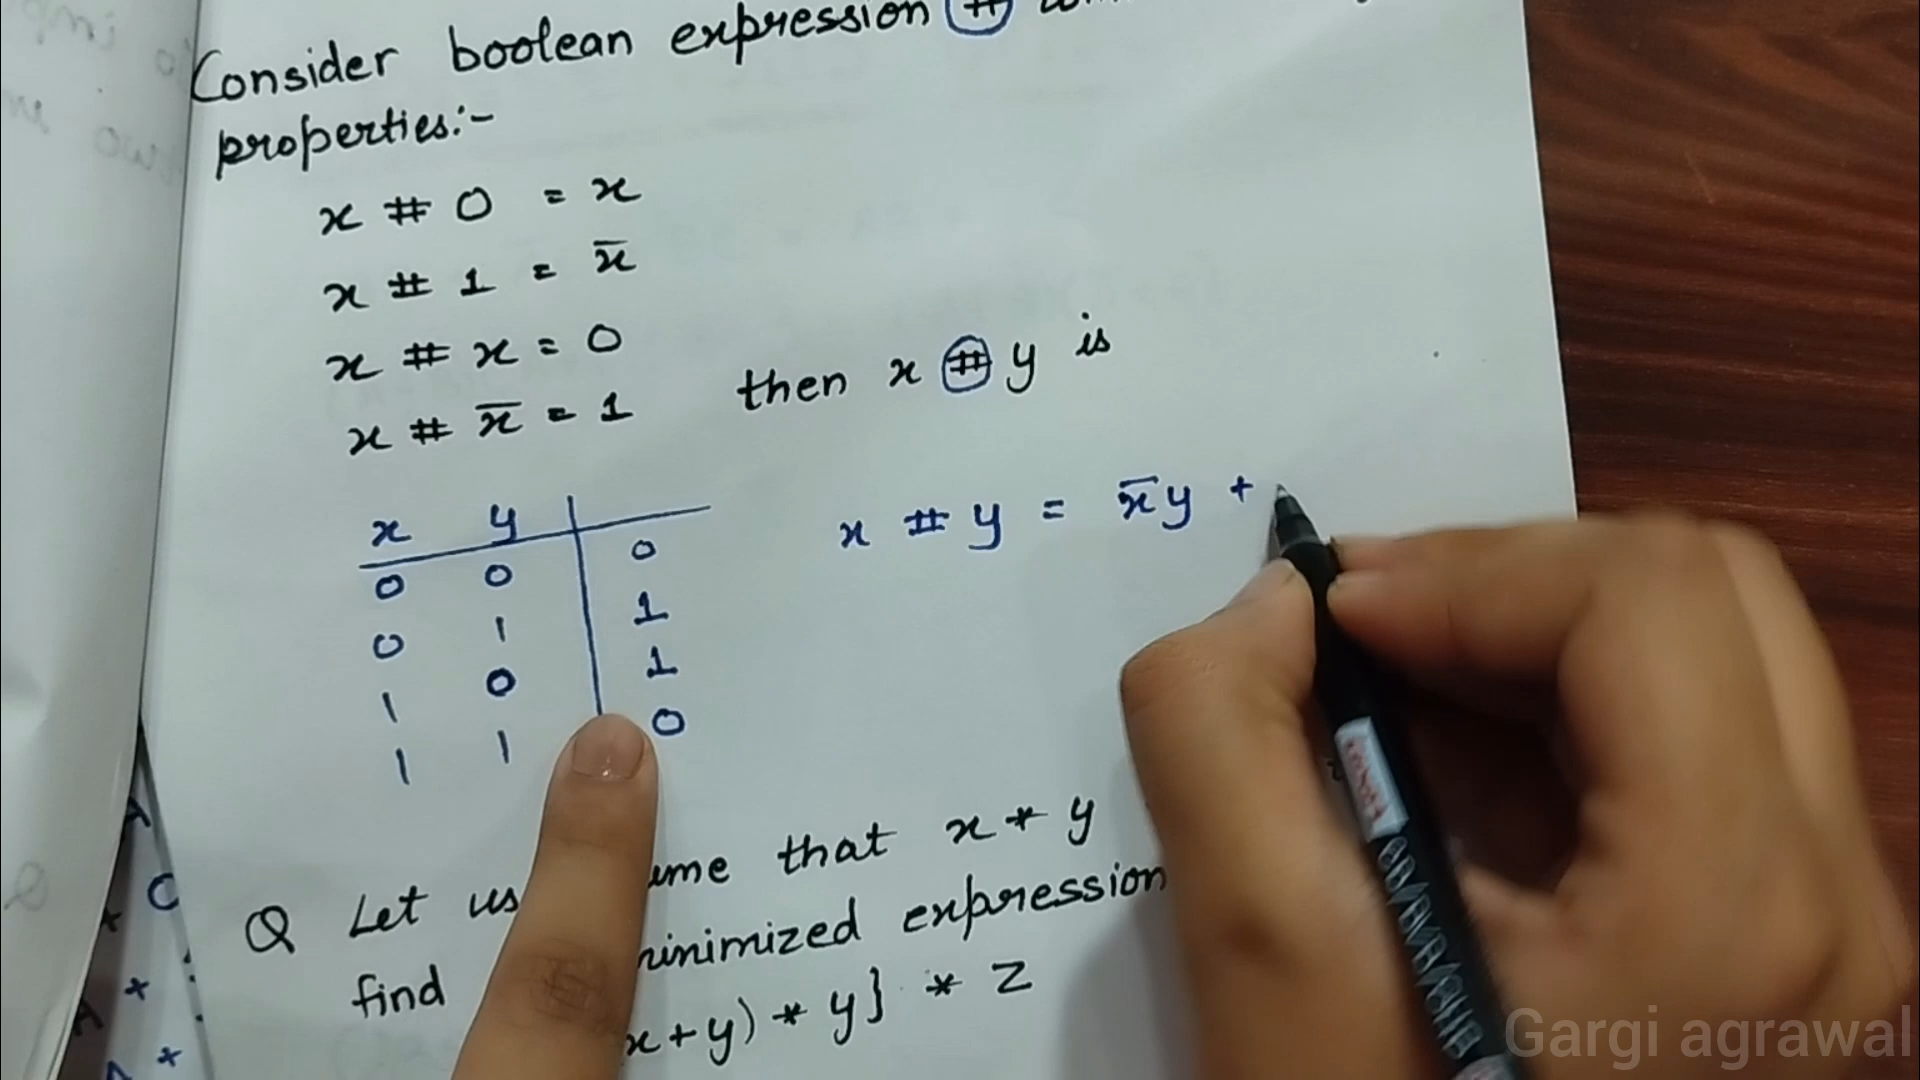 Consider boolean expression #
properties:-
x # 0 = x
x # 1 = x̄
x # x = 0
x # x̄ = 1 then x # y is
x y
0 0 0
0 1 1
1 0 1
1 1 0
x # y = x̄y +
Q Let us that x * y
find expression
x+y) * y} * z
Gargi agrawal